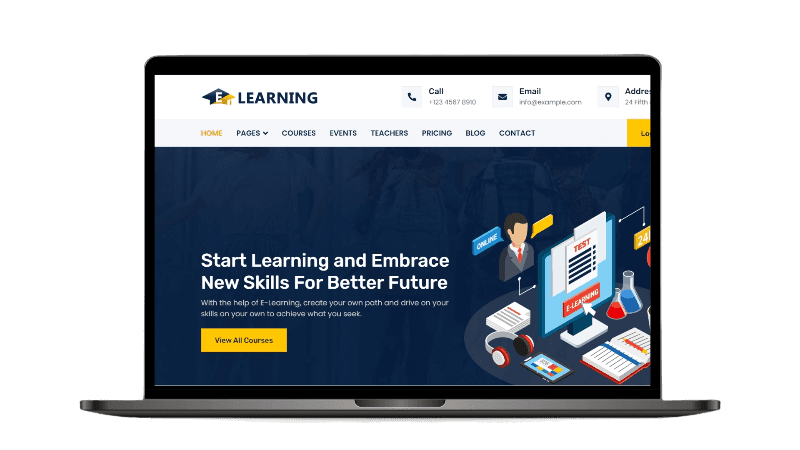 E
LEARNING
Call
+123 4567 8910
Email
info@example.com
Addres
24 Fifth
HOME
PAGES
COURSES
EVENTS
TEACHERS
PRICING
BLOG
CONTACT
Lo
Start Learning and Embrace
New Skills For Better Future
With the help of E-Learning, create your own path and drive on your
skills on your own to achieve what you seek.
View All Courses
ONLINE
TEST
24
E-LEARNING